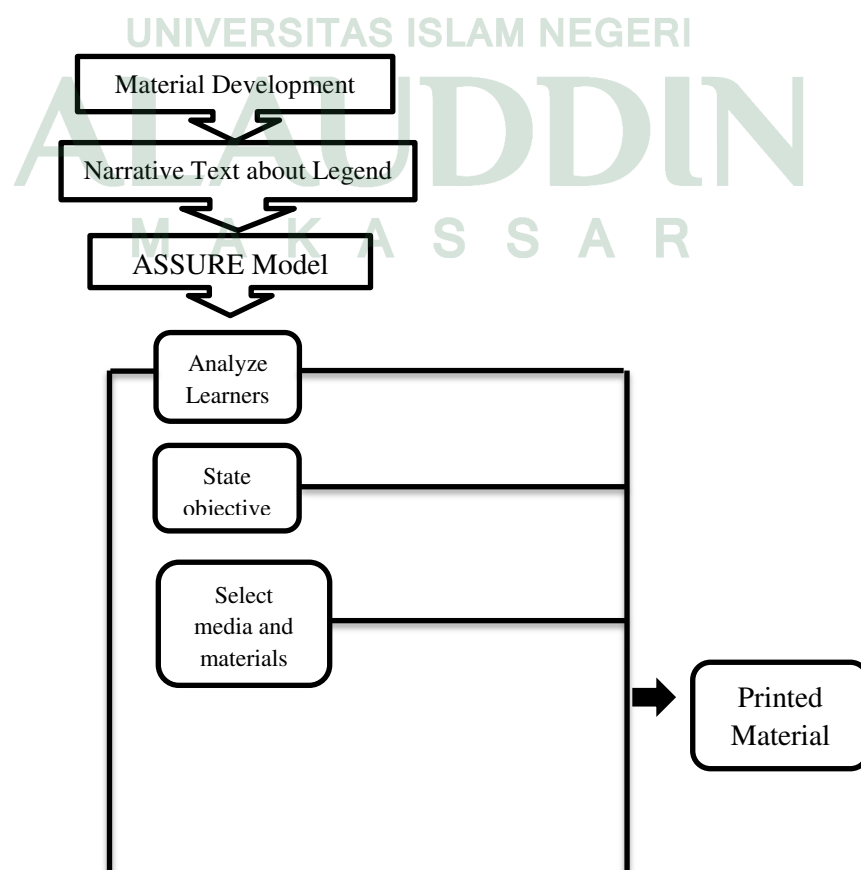 UNIVERSITAS ISLAM NEGERI
ALAUDDIN
MAKASSAR
Material Development
Narrative Text about Legend
ASSURE Model
Analyze
Learners
State
objective
Select
media and
materials
Printed
Material